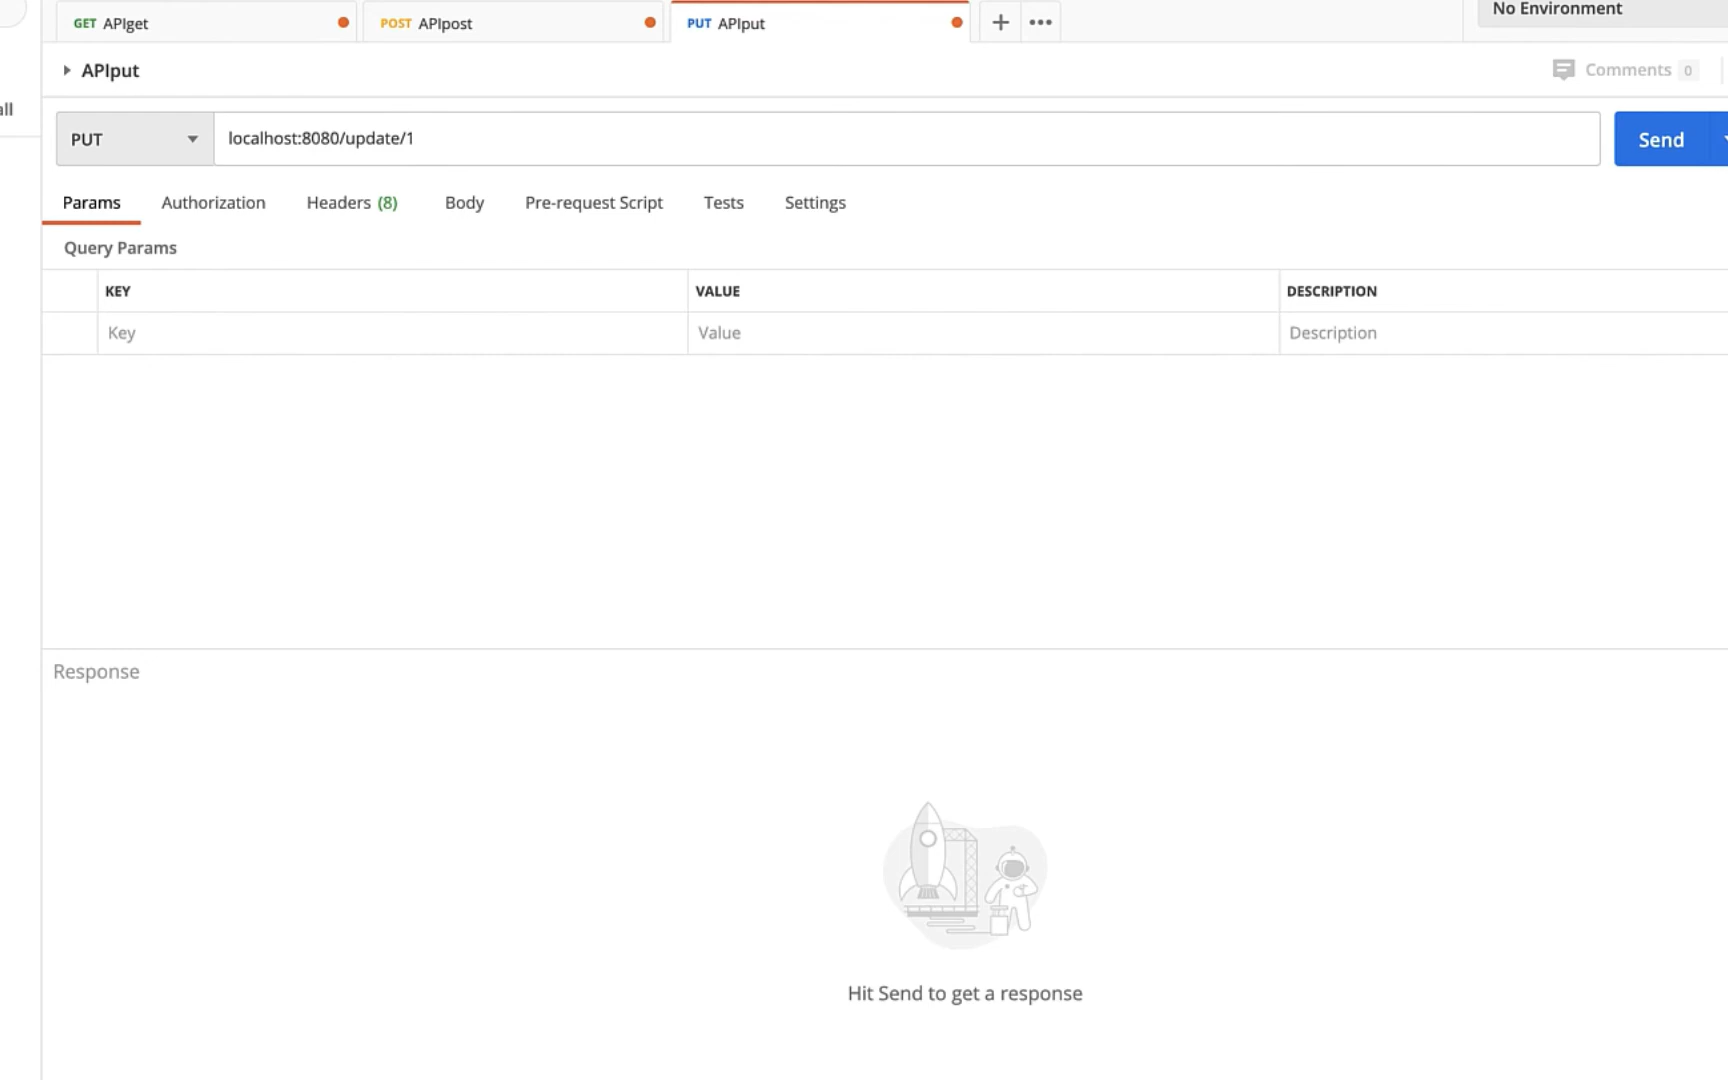 GET APIget
POST APIpost
PUT APIput
No Environment
APIput
Comments 0
all
PUT
localhost:8080/update/1
Send
Params Authorization Headers (8) Body Pre-request Script Tests Settings
Query Params
KEY VALUE DESCRIPTION
Key Value Description
Response
Hit Send to get a response